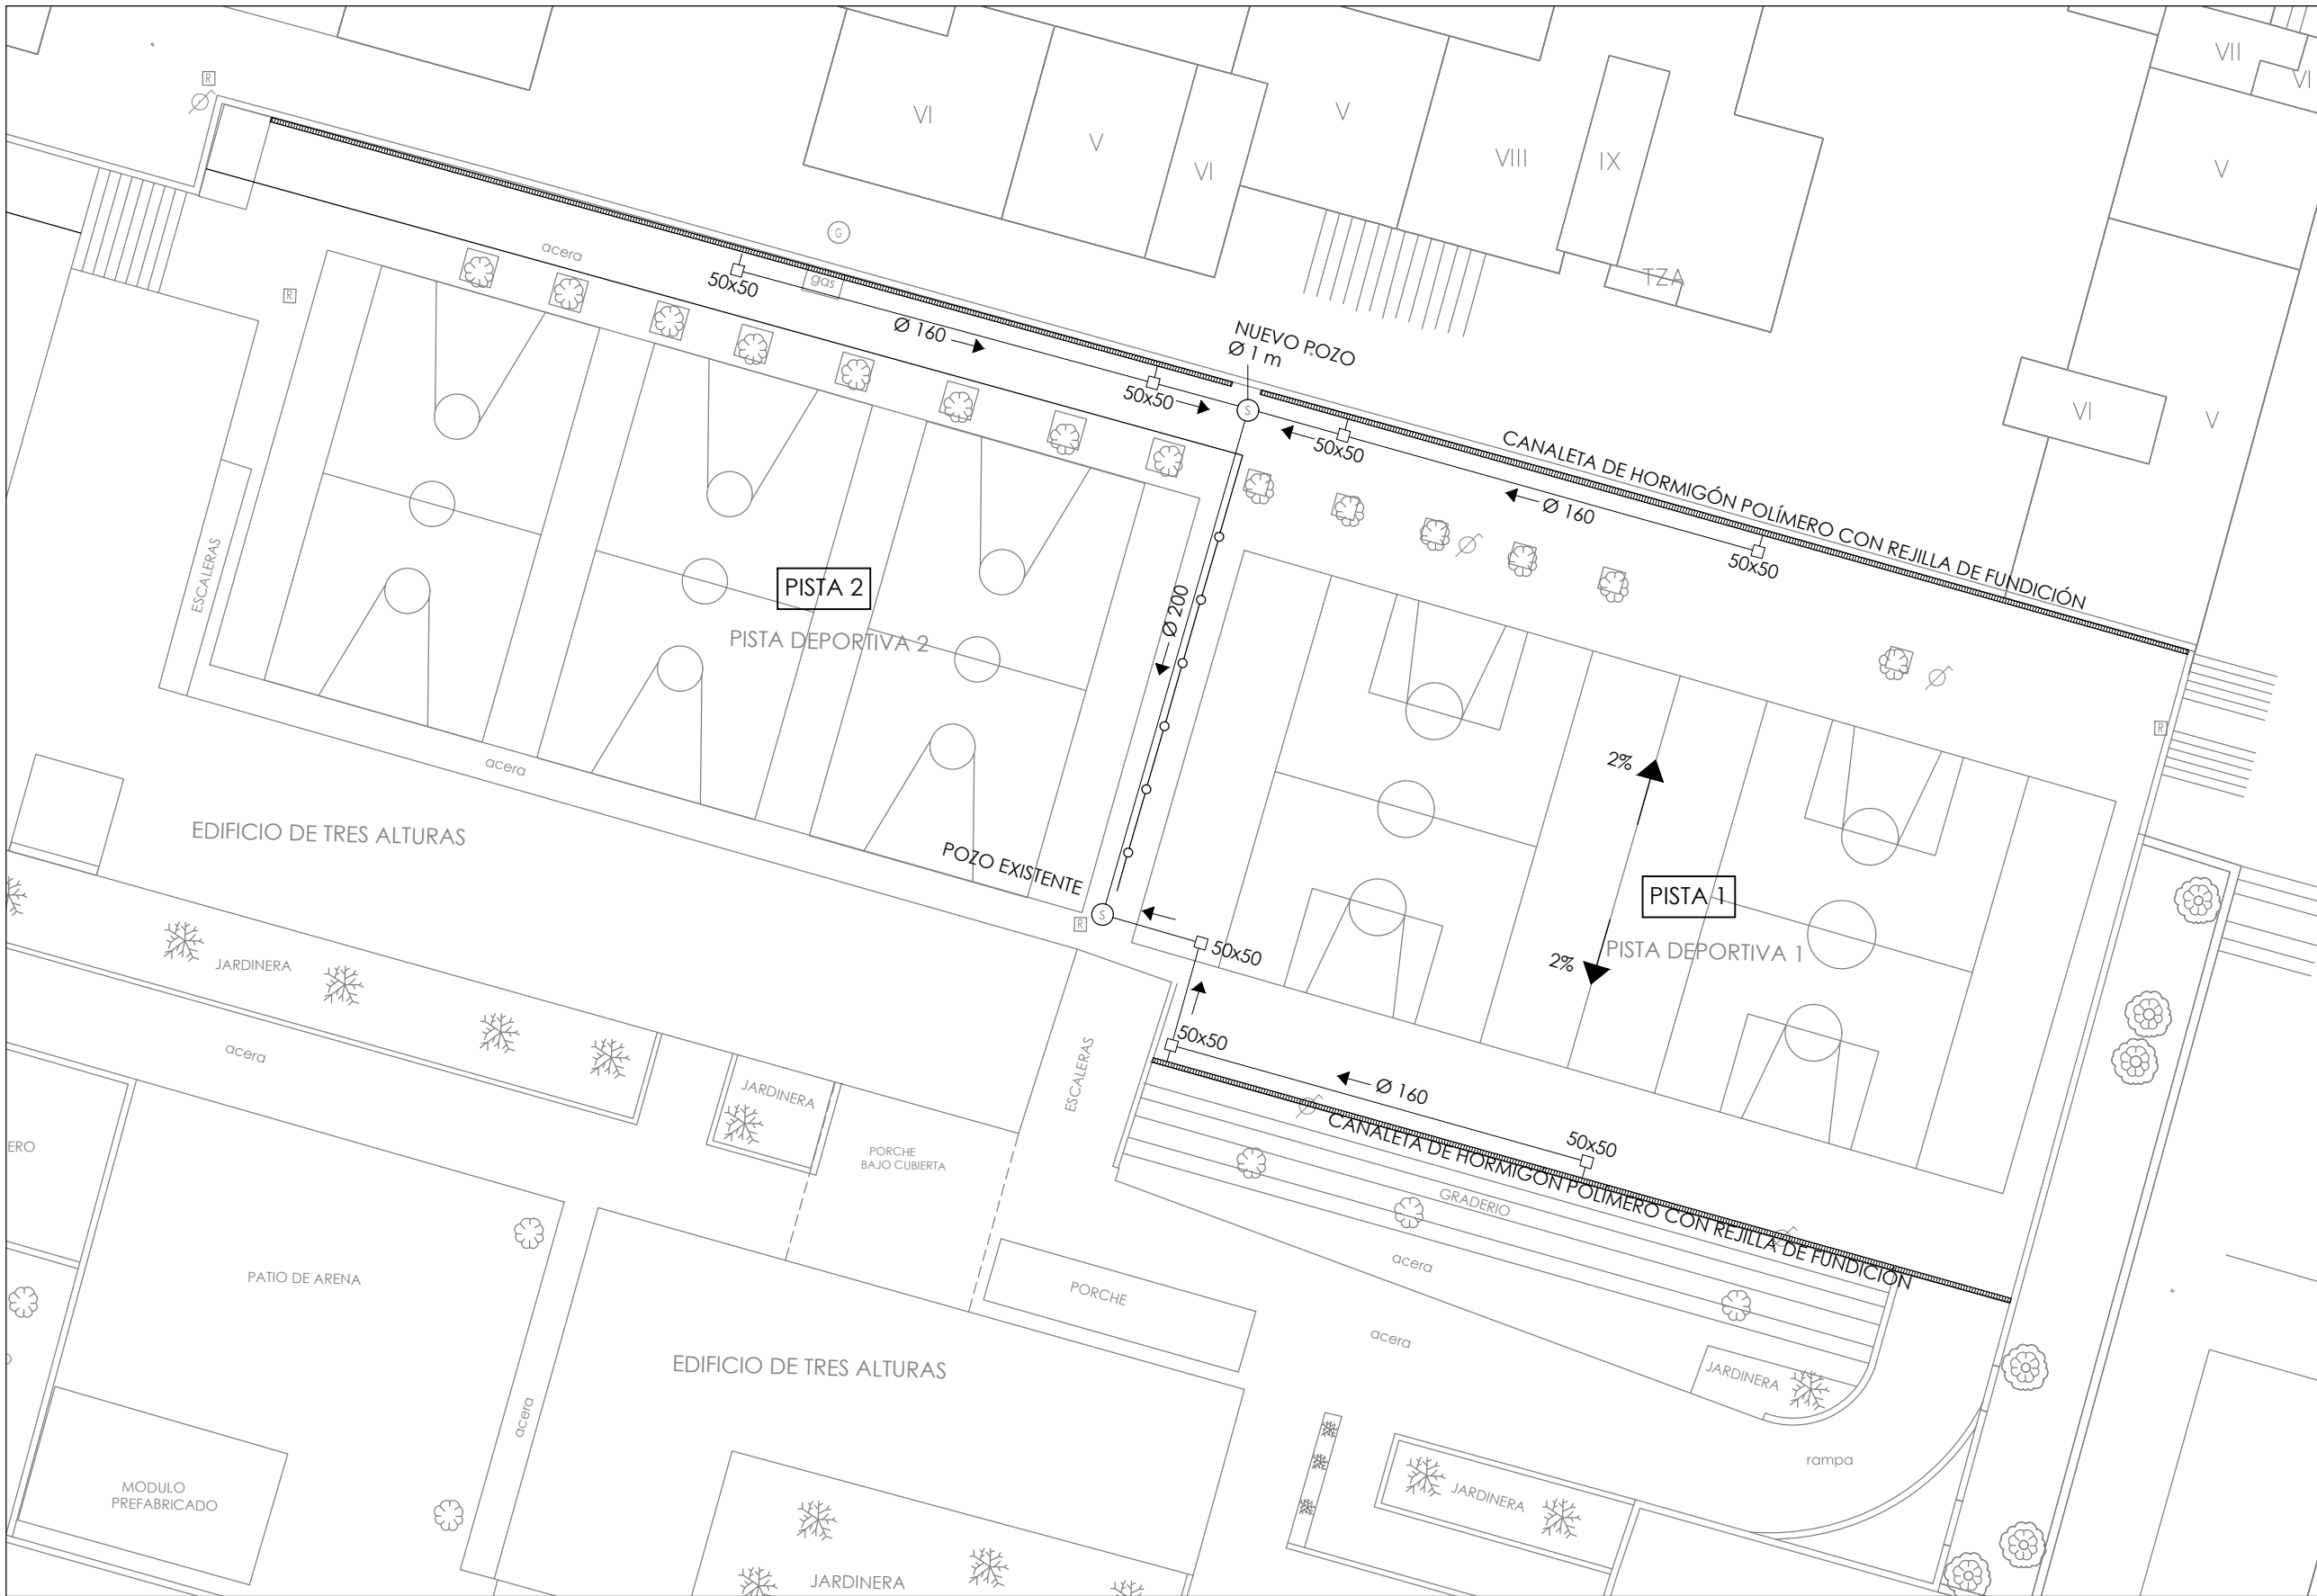 VII
VI
R
VI
V
VI
V
VIII
IX
V
G
acera
gas
TZA
R
50x50
Ø 160
NUEVO POZO
Ø 1 m
50x50
S
50x50
CANALETA DE HORMIGÓN POLÍMERO CON REJILLA DE FUNDICIÓN
VI
V
Ø 160
50x50
ESCALERAS
PISTA 2
PISTA DEPORTIVA 2
Ø 200
R
2%
acera
EDIFICIO DE TRES ALTURAS
POZO EXISTENTE
PISTA 1
PISTA DEPORTIVA 1
2%
S
R
50x50
JARDINERA
50x50
acera
ESCALERAS
JARDINERA
Ø 160
CANALETA DE HORMIGÓN POLÍMERO CON REJILLA DE FUNDICIÓN
50x50
ERO
PORCHE
BAJO CUBIERTA
GRADERIO
PATIO DE ARENA
PORCHE
acera
acera
EDIFICIO DE TRES ALTURAS
JARDINERA
acera
rampa
MODULO
PREFABRICADO
JARDINERA
JARDINERA